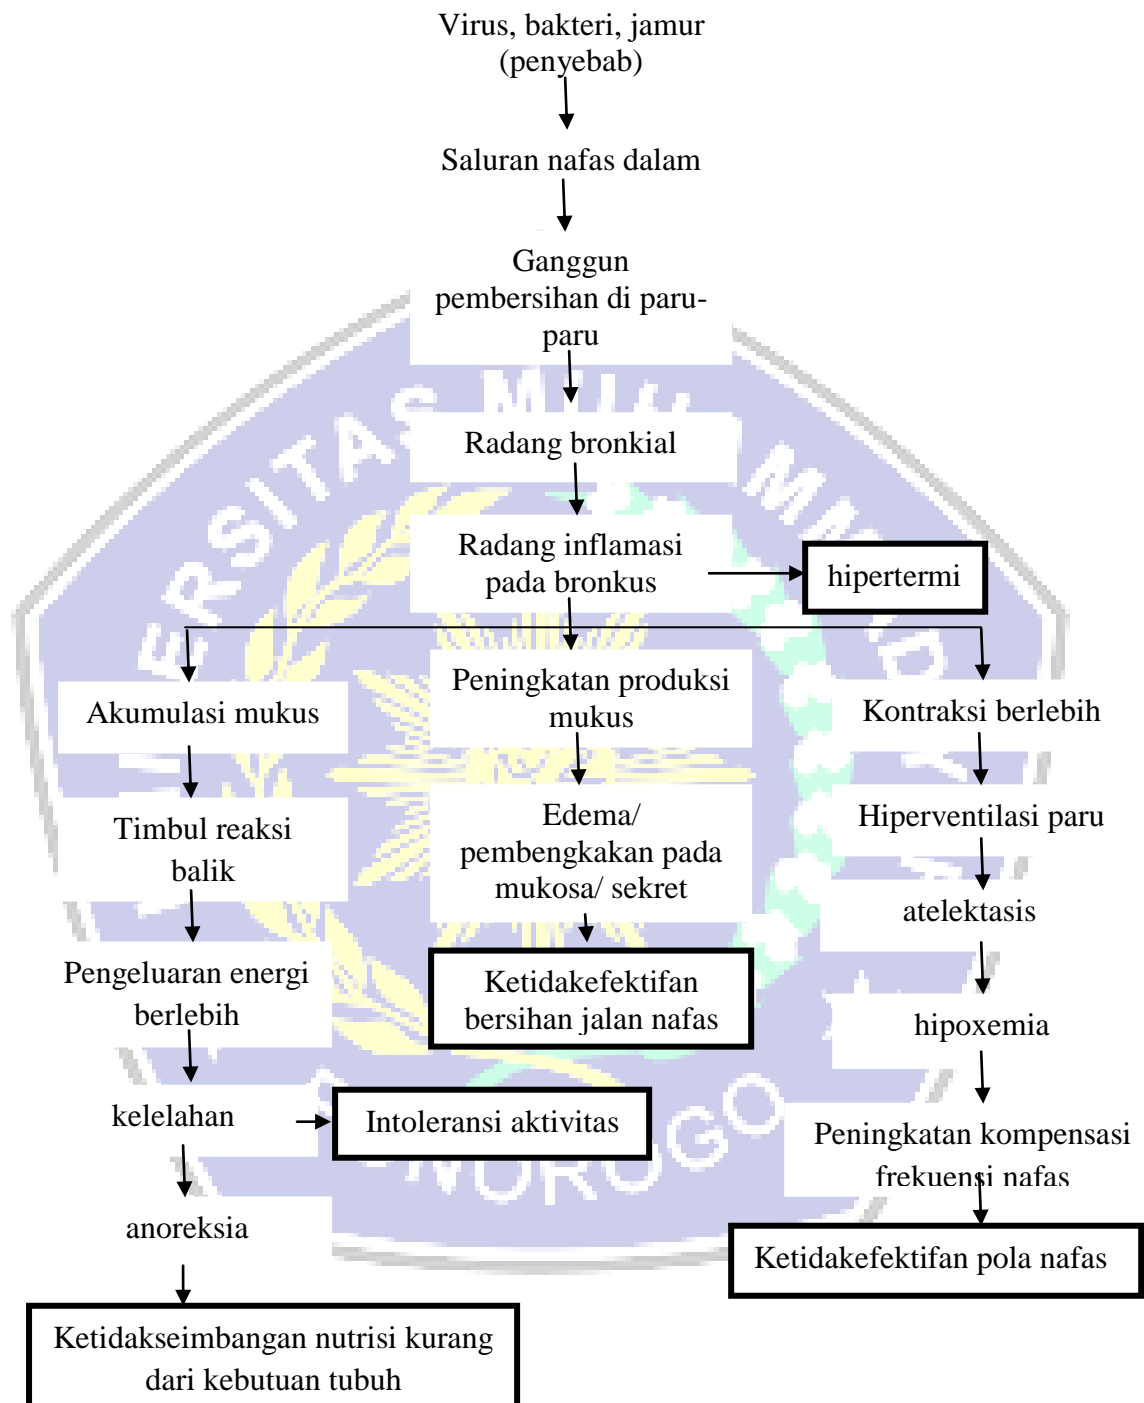 Virus, bakteri, jamur
(penyebab)
Saluran nafas dalam
Ganggun
pembersihan di paru-
paru
Radang bronkial
Radang inflamasi
pada bronkus
hipertermi
Akumulasi mukus
Timbul reaksi
balik
Pengeluaran energi
berlebih
kelelahan
Intoleransi aktivitas
anoreksia
Ketidakseimbangan nutrisi kurang
dari kebutuan tubuh
Peningkatan produksi
mukus
Edema/
pembengkakan pada
mukosa/ sekret
Ketidakefektifan
bersihan jalan nafas
Kontraksi berlebih
Hiperventilasi paru
atelektasis
hipoxemia
Peningkatan kompensasi
frekuensi nafas
Ketidakefektifan pola nafas